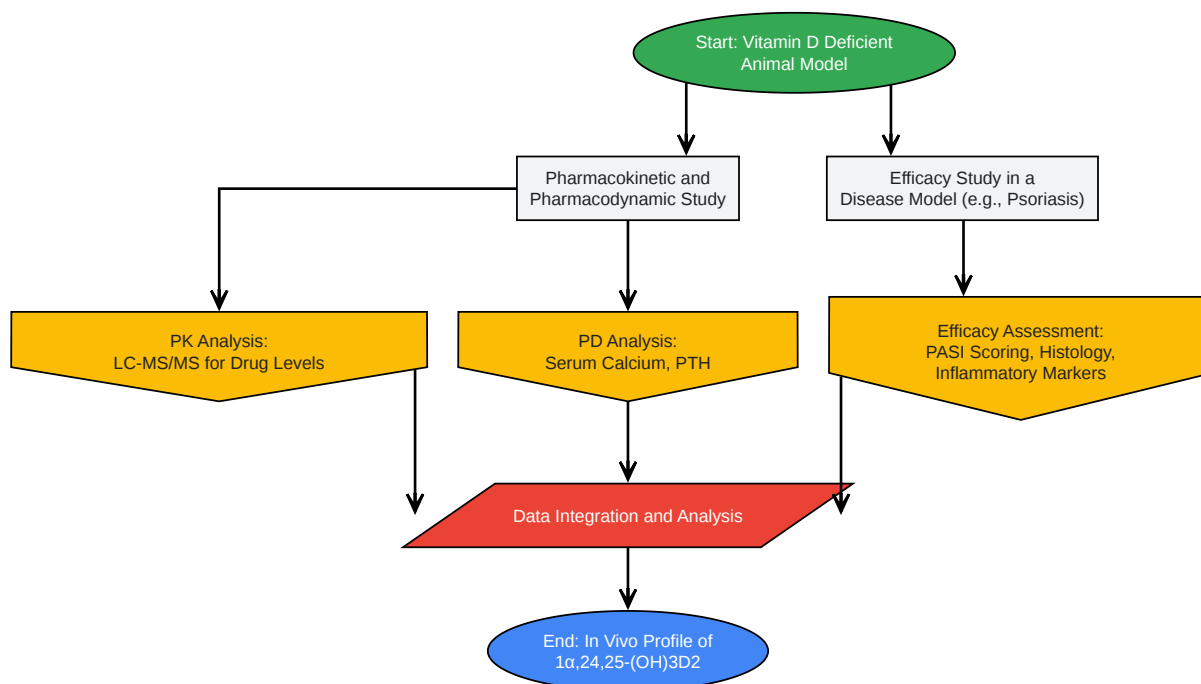 Start: Vitamin D Deficient
Animal Model
Pharmacokinetic and
Pharmacodynamic Study
Efficacy Study in a
Disease Model (e.g., Psoriasis)
PK Analysis:
LC-MS/MS for Drug Levels
PD Analysis:
Serum Calcium, PTH
Efficacy Assessment:
PASI Scoring, Histology,
Inflammatory Markers
Data Integration and Analysis
End: In Vivo Profile of
1α,24,25-(OH)3D2